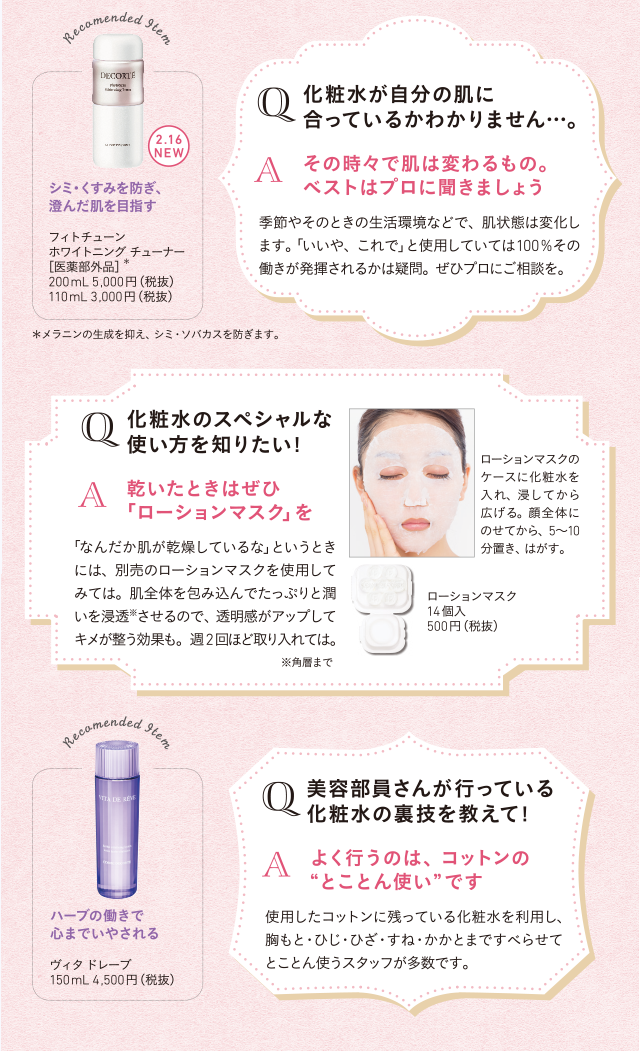 Recomended Item
DECORTÉ
2.16
NEW
シミ・くすみを防ぎ、
澄んだ肌を目指す
フィトチューン
ホワイトニング チューナー
［医薬部外品］*
200mL 5,000円（税抜）
110mL 3,000円（税抜）
＊メラニンの生成を抑え、シミ・ソバカスを防ぎます。
Q 化粧水が自分の肌に
合っているかわかりません…。
A その時々で肌は変わるもの。
ベストはプロに聞きましょう
季節やそのときの生活環境などで、肌状態は変化し
ます。「いいや、これで」と使用していては100％その
働きが発揮されるかは疑問。ぜひプロにご相談を。
Q 化粧水のスペシャルな
使い方を知りたい！
A 乾いたときはぜひ
「ローションマスク」を
「なんだか肌が乾燥しているな」というとき
には、別売のローションマスクを使用して
みては。肌全体を包み込んでたっぷりと潤
いを浸透※させるので、透明感がアップして
キメが整う効果も。週2回ほど取り入れては。
※角層まで
ローションマスクの
ケースに化粧水を
入れ、浸してから
広げる。顔全体に
のせてから、5〜10
分置き、はがす。
ローションマスク
14個入
500円（税抜）
Recomended Item
VITA DE RÊVE
ハーブの働きで
心までいやされる
ヴィタ ドレーブ
150mL 4,500円（税抜）
Q 美容部員さんが行っている
化粧水の裏技を教えて！
A よく行うのは、コットンの
“とことん使い”です
使用したコットンに残っている化粧水を利用し、
胸もと・ひじ・ひざ・すね・かかとまですべらせて
とことん使うスタッフが多数です。